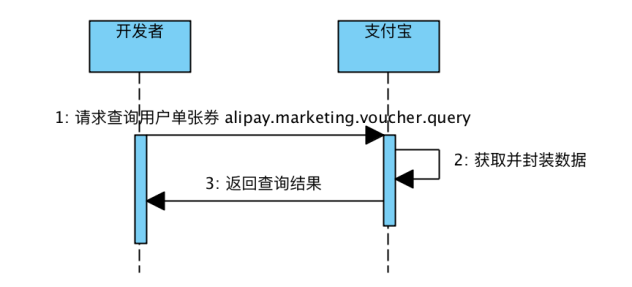 开发者
支付宝
1: 请求查询用户单张券 alipay.marketing.voucher.query
2: 获取并封装数据
3: 返回查询结果